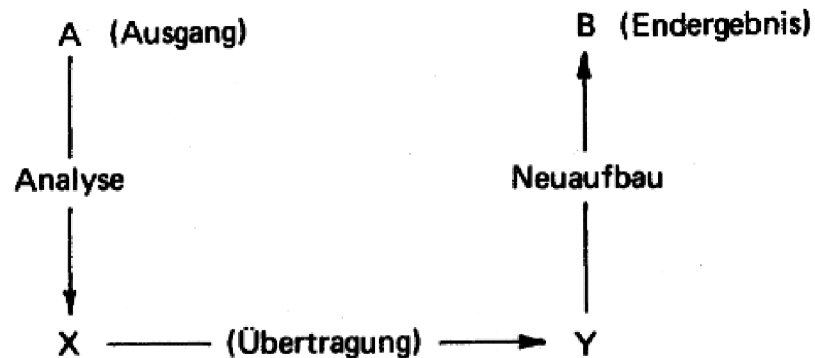 A (Ausgang) B (Endergebnis)
Analyse Neuaufbau
X (Übertragung) Y